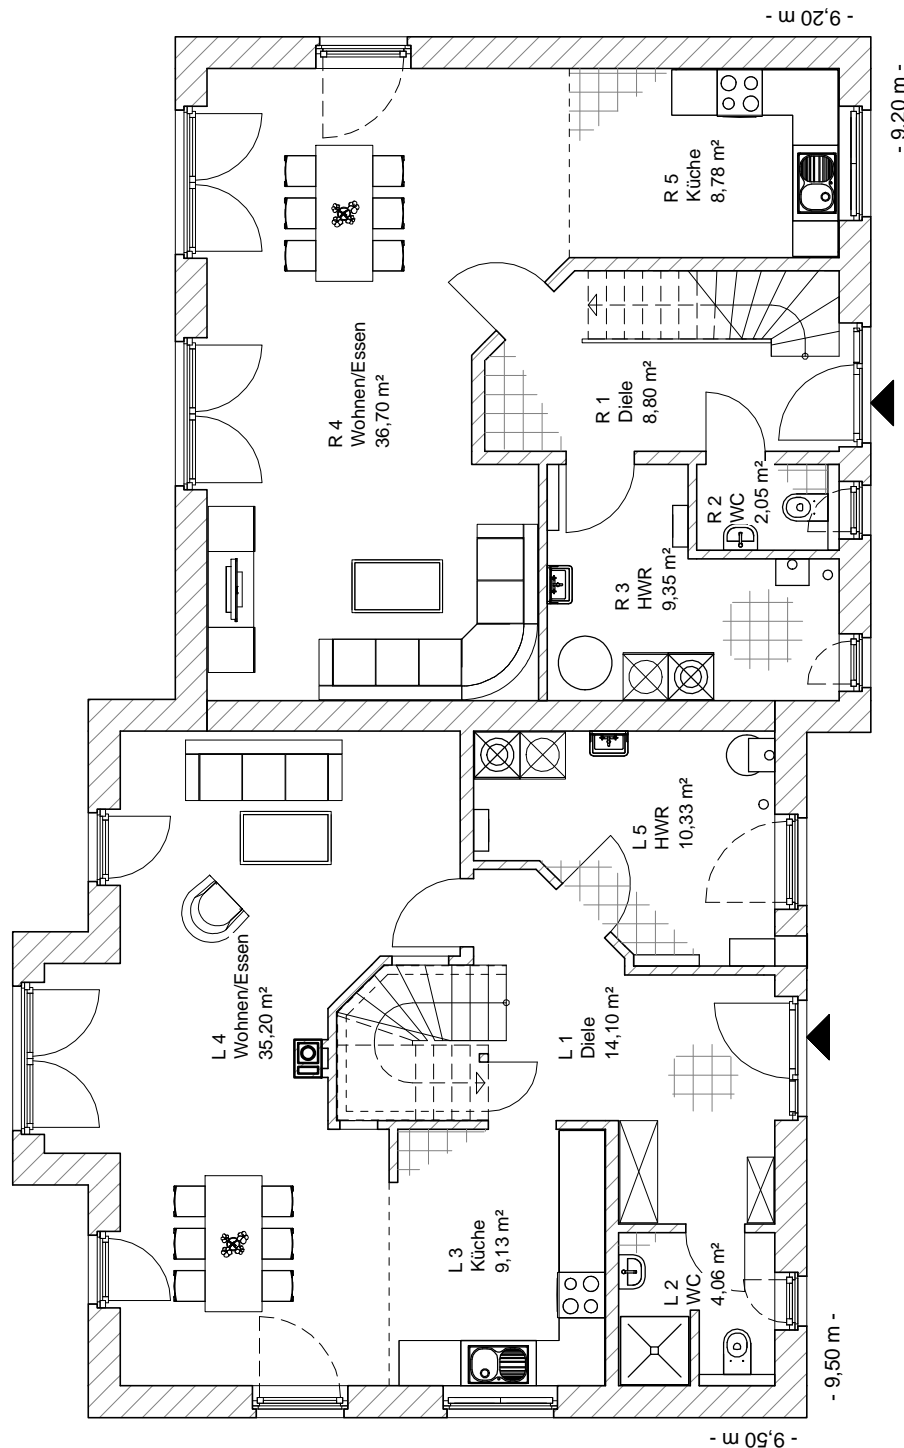 - 9,20 m -
- 9,20 m -
R 5
Küche
8,78 m²
R 4
Wohnen/Essen
36,70 m²
R 1
Diele
8,80 m²
R 2
WC
2,05 m²
R 3
HWR
9,35 m²
L 5
HWR
10,33 m²
L 4
Wohnen/Essen
35,20 m²
L 1
Diele
14,10 m²
L 3
Küche
9,13 m²
L 2
WC
4,06 m²
- 9,50 m -
- 9,50 m -